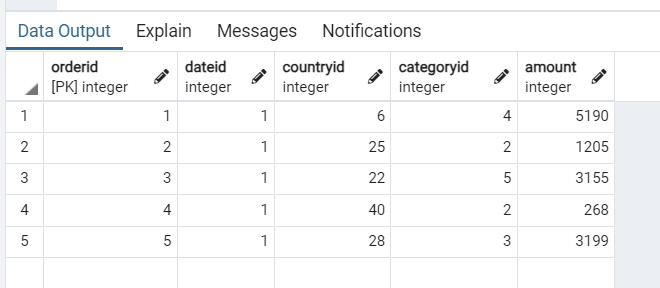 Data Output Explain Messages Notifications
orderid dateid countryid categoryid amount
[PK] integer integer integer integer integer
1 1 1 6 4 5190
2 2 1 25 2 1205
3 3 1 22 5 3155
4 4 1 40 2 268
5 5 1 28 3 3199